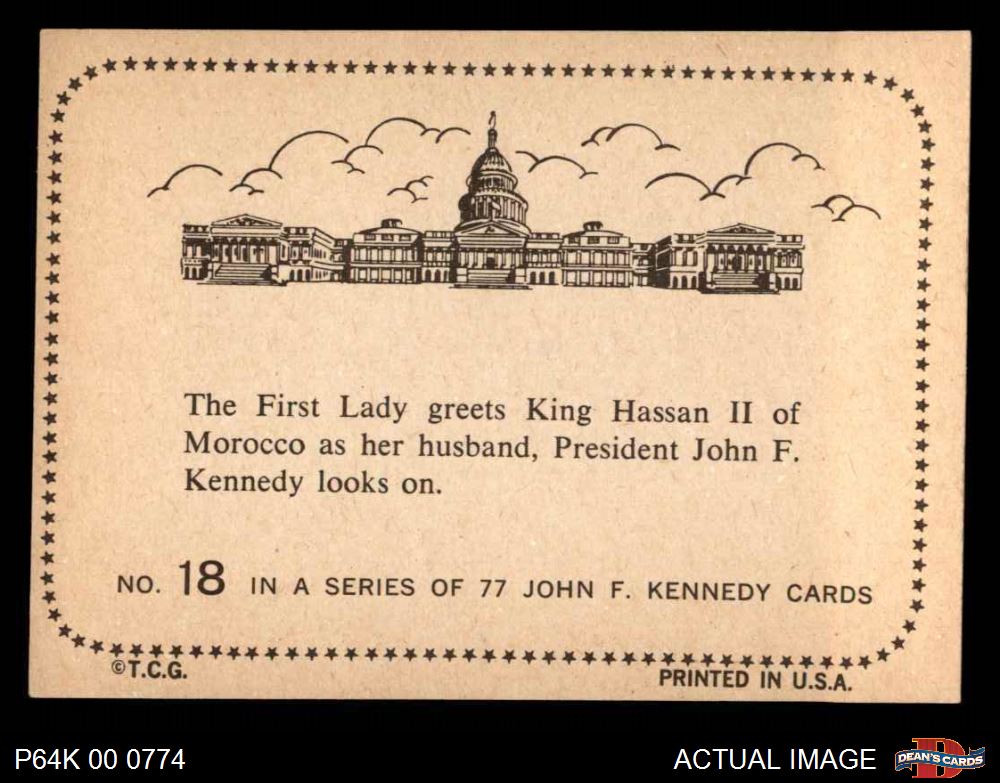 The First Lady greets King Hassan II of
Morocco as her husband, President John F.
Kennedy looks on.
NO. 18 IN A SERIES OF 77 JOHN F. KENNEDY CARDS
©T.C.G.
PRINTED IN U.S.A.
P64K 00 0774
ACTUAL IMAGE
D
DEAN'S CARDS